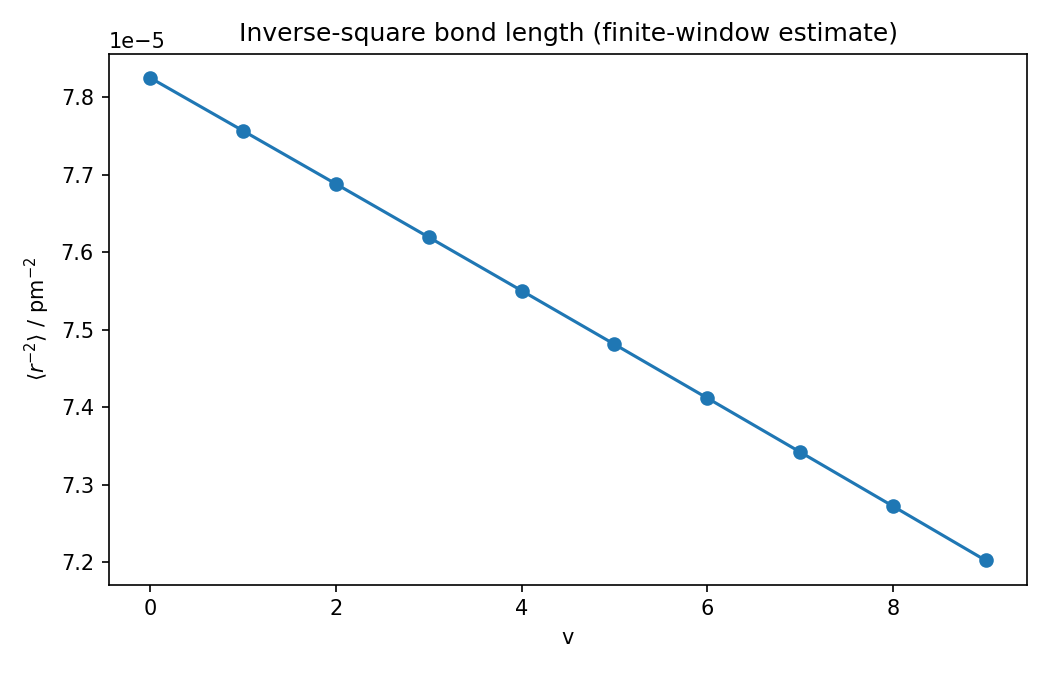 Inverse-square bond length (finite-window estimate)
1e−5
7.8
7.7
7.6
7.5
7.4
7.3
7.2
⟨r⁻²⟩ / pm⁻²
0 2 4 6 8
v